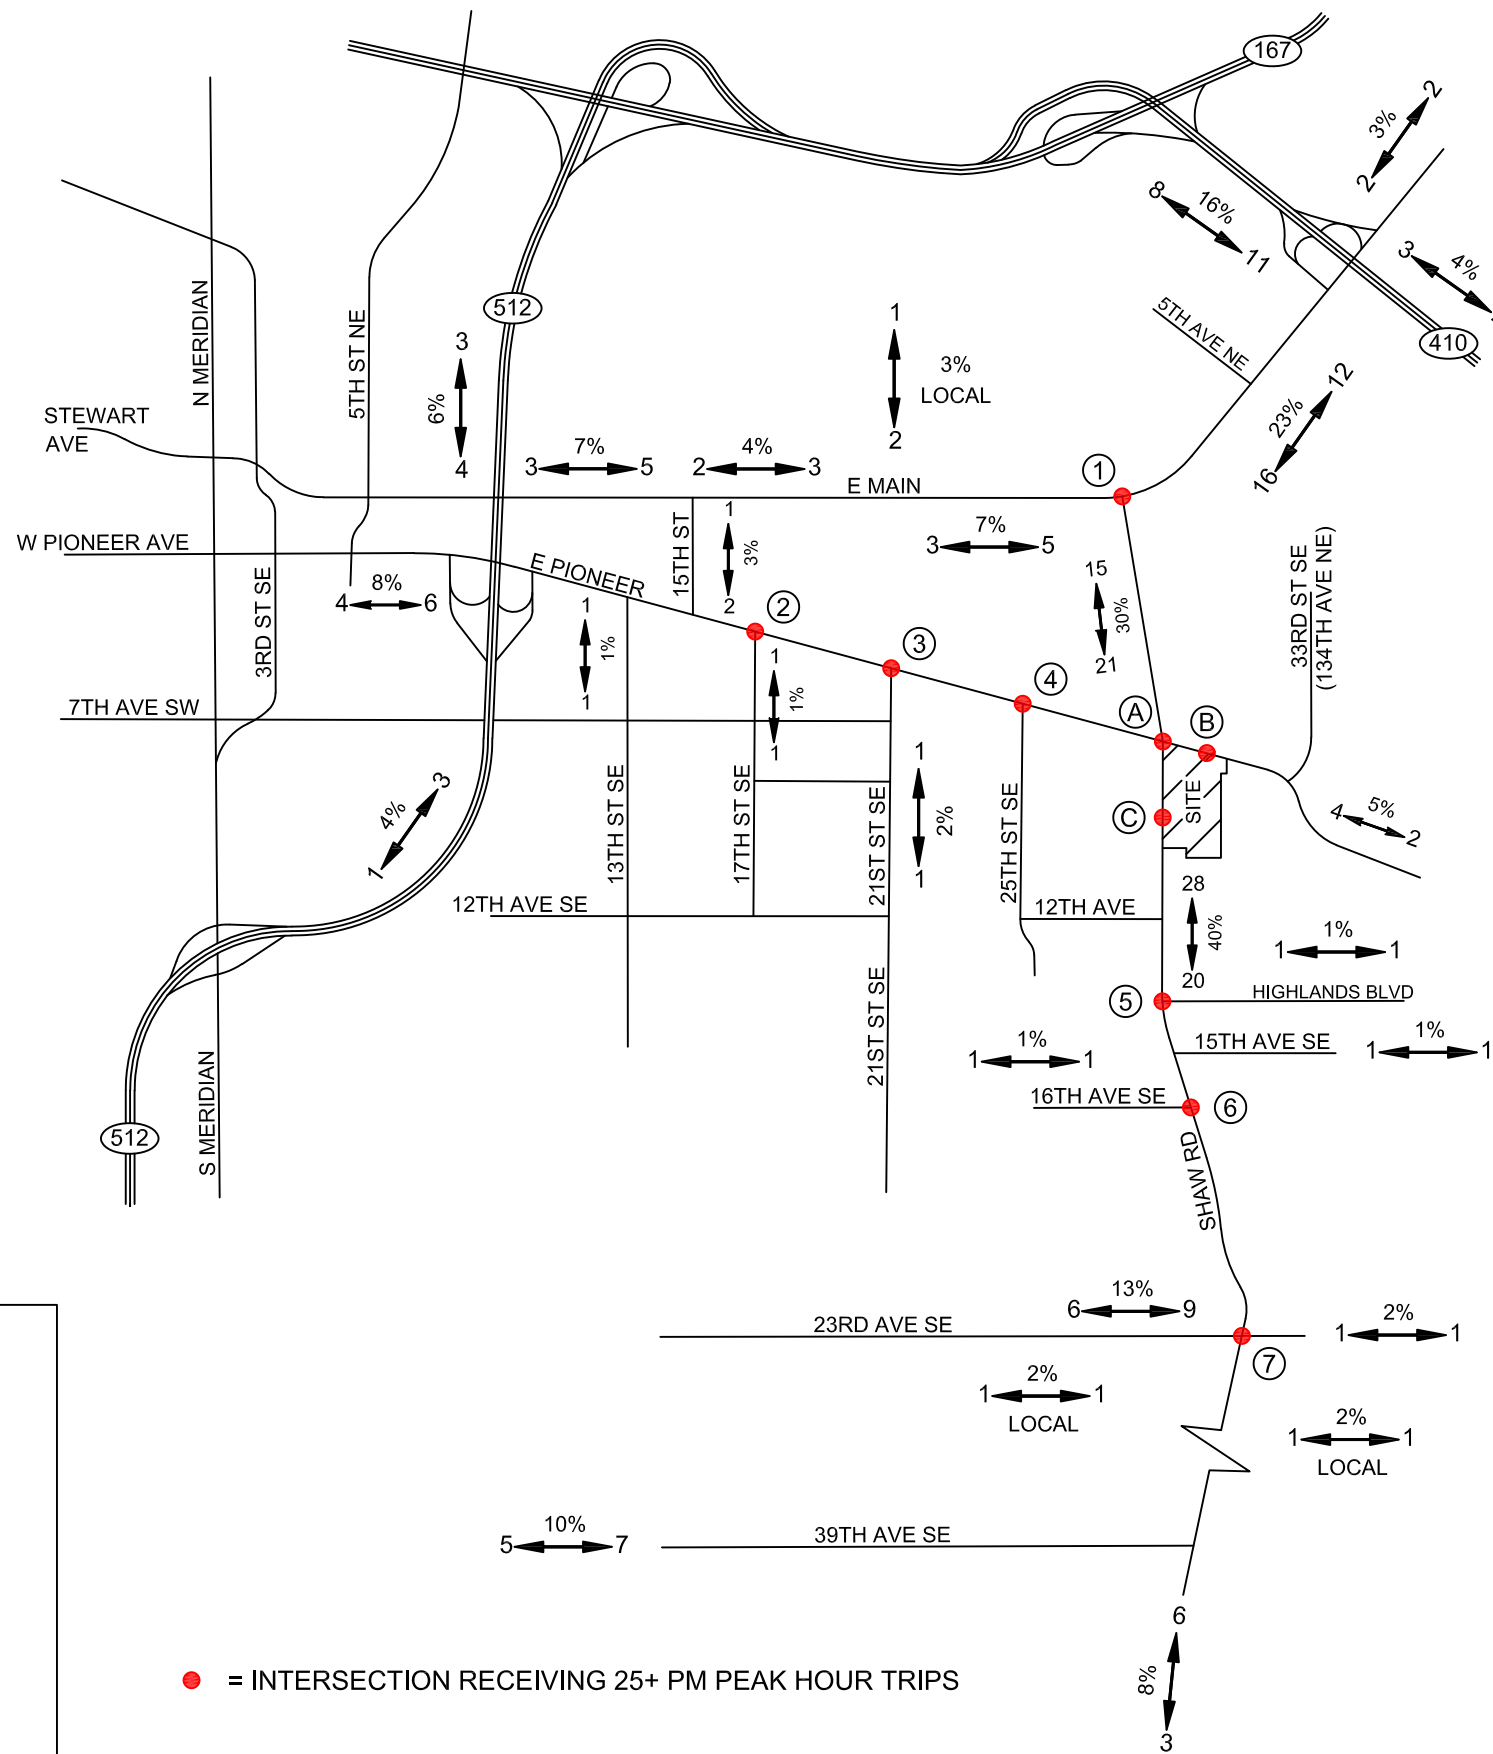 167
2
3%
2
8
16%
11
3
4%
N MERIDIAN
5TH ST NE
512
1
3%
LOCAL
2
5TH AVE NE
410
3
6%
4
STEWART
AVE
7%
3
5
4%
2
3
1
E MAIN
12
23%
16
W PIONEER AVE
8%
4
6
E PIONEER
15TH ST
1
3%
2
7%
3
5
15
30%
21
33RD ST SE
(134TH AVE NE)
3RD ST SE
1
1%
1
2
3
4
A
B
1
1%
1
7TH AVE SW
1
2%
1
4%
3
1
13TH ST SE
17TH ST SE
21ST ST SE
25TH ST SE
C
SITE
4
5%
2
12TH AVE SE
12TH AVE
28
40%
20
1%
1
1
5
HIGHLANDS BLVD
21ST ST SE
1%
1
1
15TH AVE SE
1%
1
1
16TH AVE SE
6
512
S MERIDIAN
SHAW RD
13%
6
9
23RD AVE SE
2%
1
1
7
2%
1
1
LOCAL
2%
1
1
LOCAL
10%
5
7
39TH AVE SE
6
8%
3
= INTERSECTION RECEIVING 25+ PM PEAK HOUR TRIPS